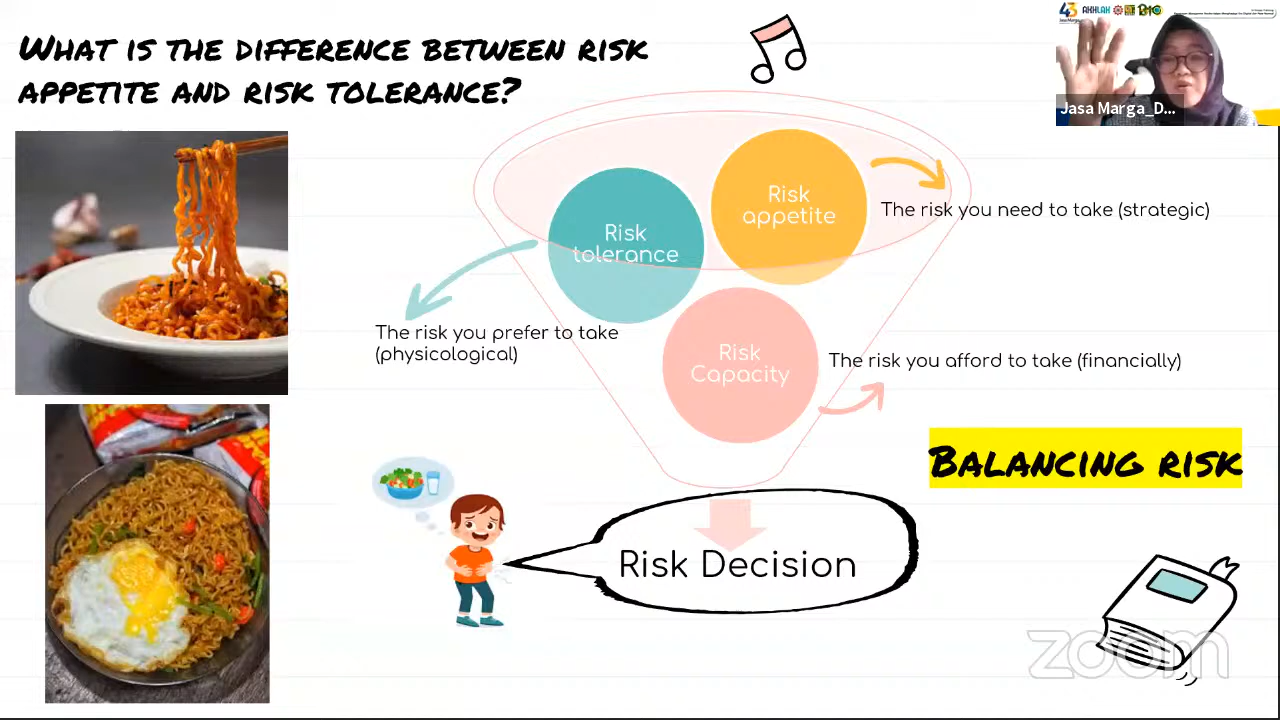 WHAT IS THE DIFFERENCE BETWEEN RISK
APPETITE AND RISK TOLERANCE?
43
AKHLAK
Jasa Marga_D...
Risk
appetite
The risk you need to take (strategic)
Risk
tolerance
The risk you prefer to take
(physicological)
Risk
Capacity
The risk you afford to take (financially)
BALANCING RISK
Risk Decision
zoom